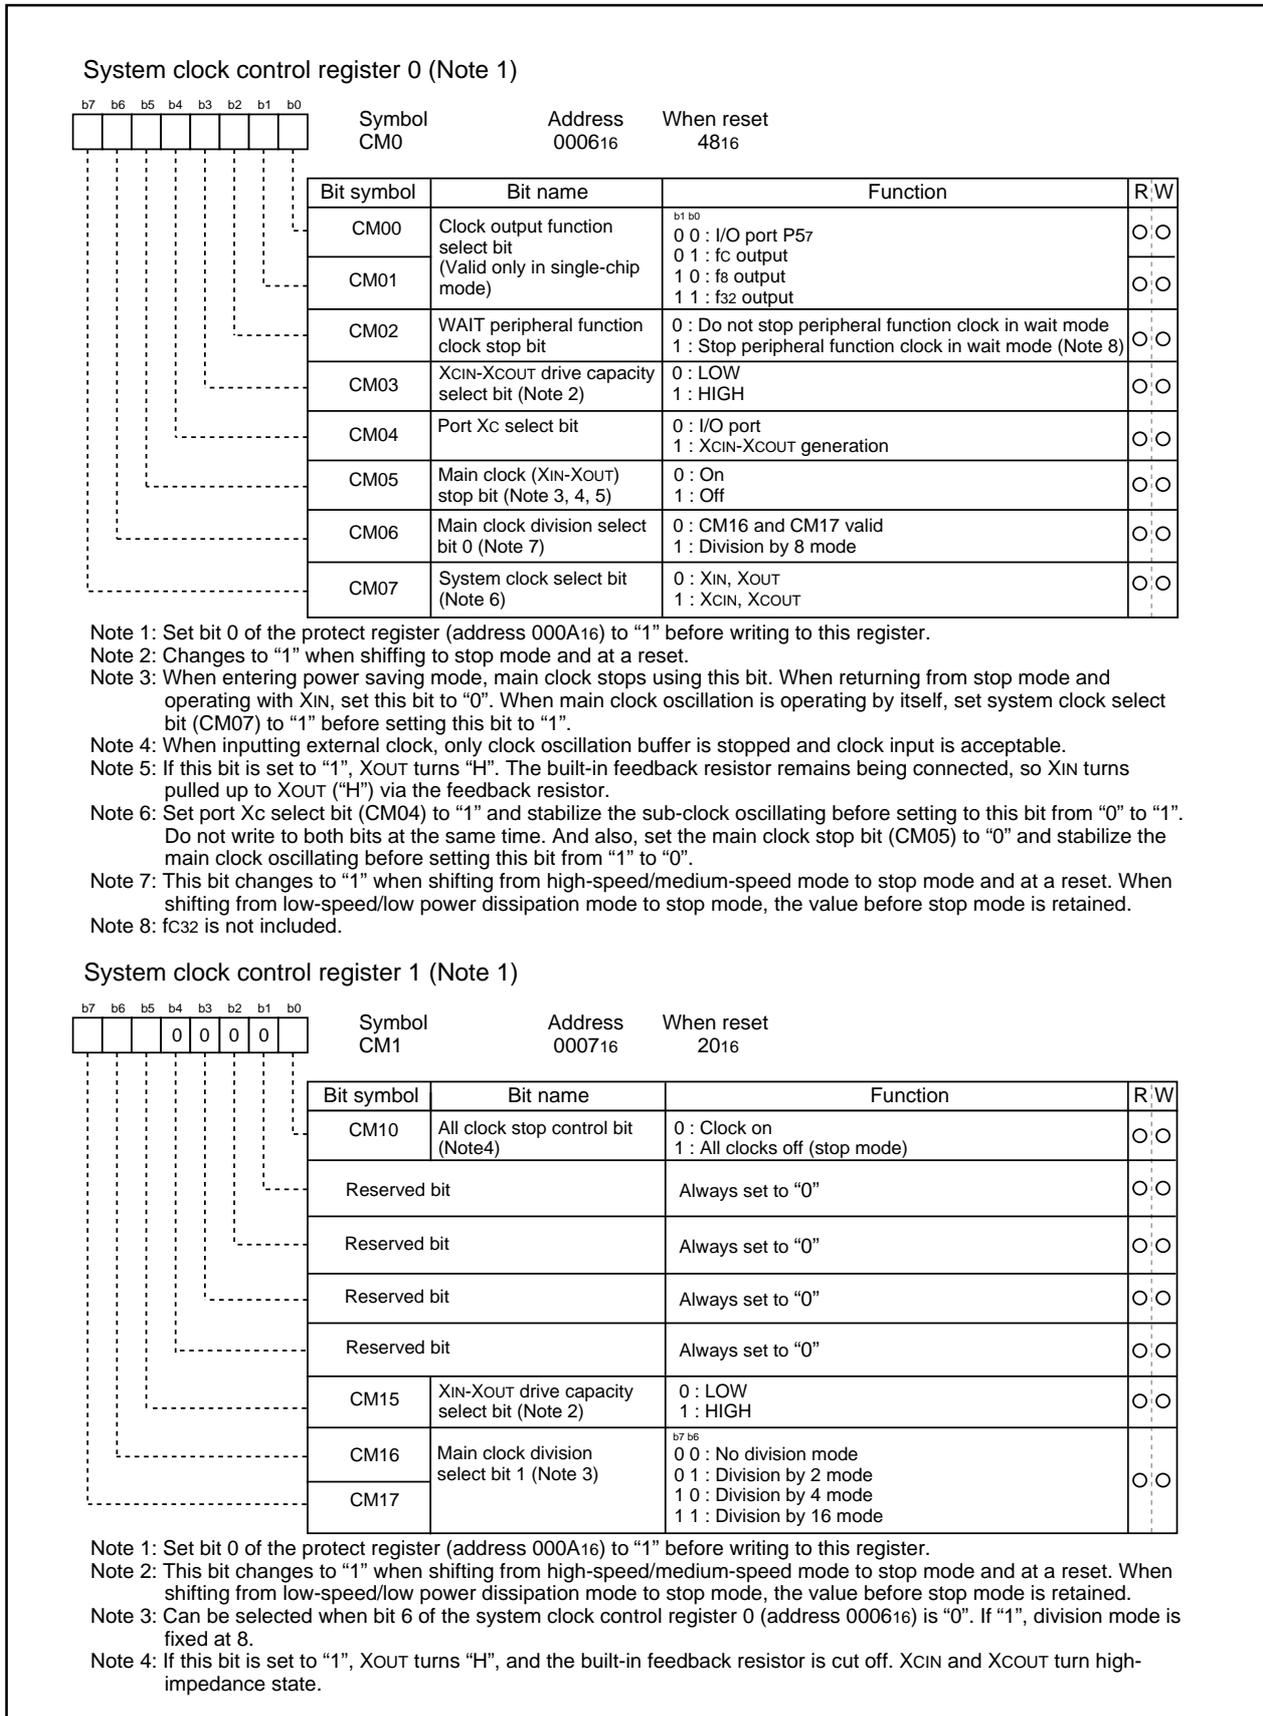 System clock control register 0 (Note 1)
b7 b6 b5 b4 b3 b2 b1 b0
Symbol Address When reset
CM0 000616 4816
Bit symbol Bit name Function R W
CM00 Clock output function select bit (Valid only in single-chip mode) b1 b0
0 0 : I/O port P57
0 1 : fC output
CM01 1 0 : f8 output
1 1 : f32 output
CM02 WAIT peripheral function 0 : Do not stop peripheral function clock in wait mode
clock stop bit 1 : Stop peripheral function clock in wait mode (Note 8)
CM03 XCIN-XCOUT drive capacity 0 : LOW
select bit (Note 2) 1 : HIGH
CM04 Port XC select bit 0 : I/O port
1 : XCIN-XCOUT generation
CM05 Main clock (XIN-XOUT) 0 : On
stop bit (Note 3, 4, 5) 1 : Off
CM06 Main clock division select 0 : CM16 and CM17 valid
bit 0 (Note 7) 1 : Division by 8 mode
CM07 System clock select bit 0 : XIN, XOUT
(Note 6) 1 : XCIN, XCOUT
Note 1: Set bit 0 of the protect register (address 000A16) to “1” before writing to this register.
Note 2: Changes to “1” when shiffing to stop mode and at a reset.
Note 3: When entering power saving mode, main clock stops using this bit. When returning from stop mode and
operating with XIN, set this bit to “0”. When main clock oscillation is operating by itself, set system clock select
bit (CM07) to “1” before setting this bit to “1”.
Note 4: When inputting external clock, only clock oscillation buffer is stopped and clock input is acceptable.
Note 5: If this bit is set to “1”, XOUT turns “H”. The built-in feedback resistor remains being connected, so XIN turns
pulled up to XOUT (“H”) via the feedback resistor.
Note 6: Set port Xc select bit (CM04) to “1” and stabilize the sub-clock oscillating before setting to this bit from “0” to “1”.
Do not write to both bits at the same time. And also, set the main clock stop bit (CM05) to “0” and stabilize the
main clock oscillating before setting this bit from “1” to “0”.
Note 7: This bit changes to “1” when shifting from high-speed/medium-speed mode to stop mode and at a reset. When
shifting from low-speed/low power dissipation mode to stop mode, the value before stop mode is retained.
Note 8: fC32 is not included.
System clock control register 1 (Note 1)
b7 b6 b5 b4 b3 b2 b1 b0
0 0 0 0
Symbol Address When reset
CM1 000716 2016
Bit symbol Bit name Function R W
CM10 All clock stop control bit 0 : Clock on
(Note4) 1 : All clocks off (stop mode)
Reserved bit Always set to “0”
Reserved bit Always set to “0”
Reserved bit Always set to “0”
Reserved bit Always set to “0”
CM15 XIN-XOUT drive capacity 0 : LOW
select bit (Note 2) 1 : HIGH
b7 b6
CM16 Main clock division 0 0 : No division mode
select bit 1 (Note 3) 0 1 : Division by 2 mode
CM17 1 0 : Division by 4 mode
1 1 : Division by 16 mode
Note 1: Set bit 0 of the protect register (address 000A16) to “1” before writing to this register.
Note 2: This bit changes to “1” when shifting from high-speed/medium-speed mode to stop mode and at a reset. When
shifting from low-speed/low power dissipation mode to stop mode, the value before stop mode is retained.
Note 3: Can be selected when bit 6 of the system clock control register 0 (address 000616) is “0”. If “1”, division mode is
fixed at 8.
Note 4: If this bit is set to “1”, XOUT turns “H”, and the built-in feedback resistor is cut off. XCIN and XCOUT turn high-
impedance state.